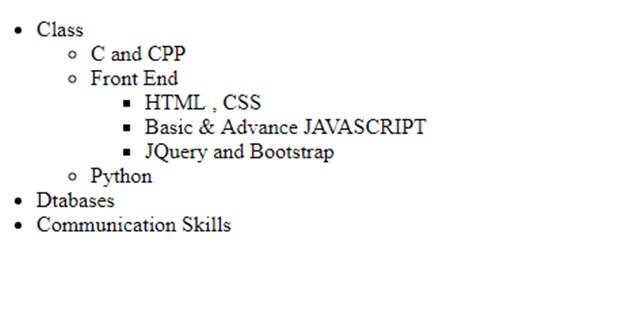 Class
C and CPP
Front End
HTML , CSS
Basic & Advance JAVASCRIPT
JQuery and Bootstrap
Python
Dtabases
Communication Skills